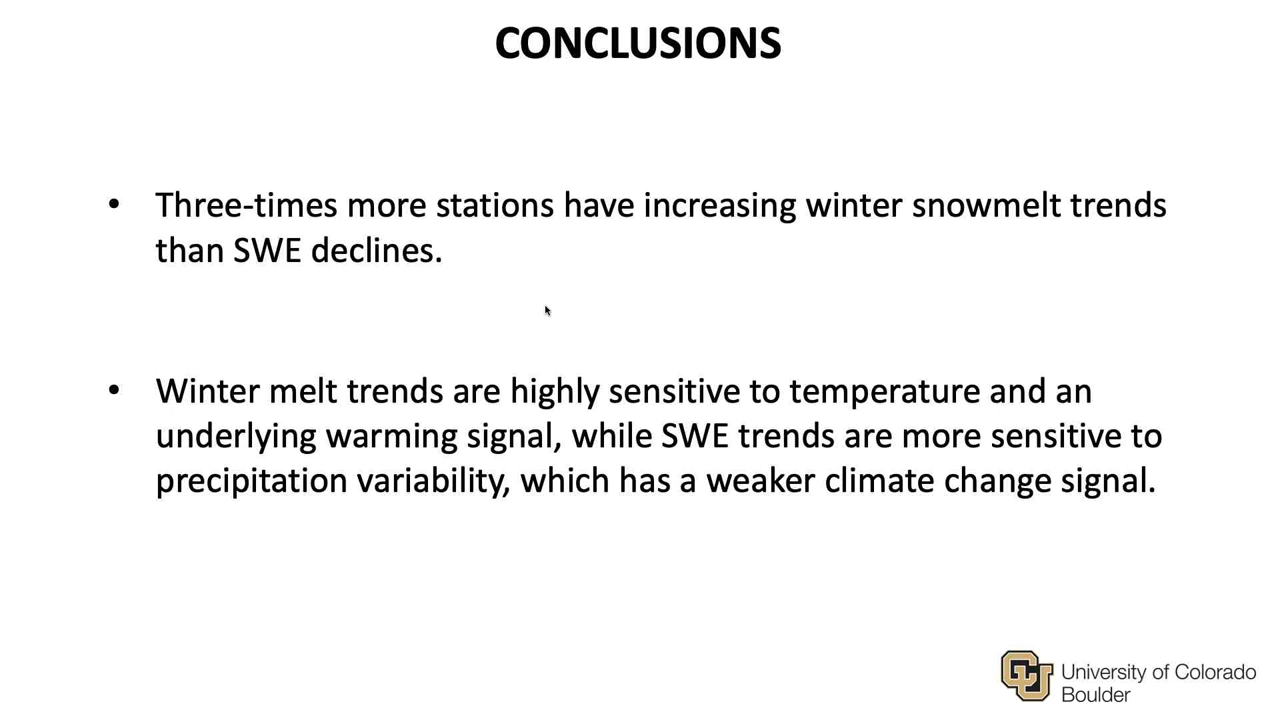 CONCLUSIONS
• Three-times more stations have increasing winter snowmelt trends
than SWE declines.
• Winter melt trends are highly sensitive to temperature and an
underlying warming signal, while SWE trends are more sensitive to
precipitation variability, which has a weaker climate change signal.
CU
University of Colorado
Boulder